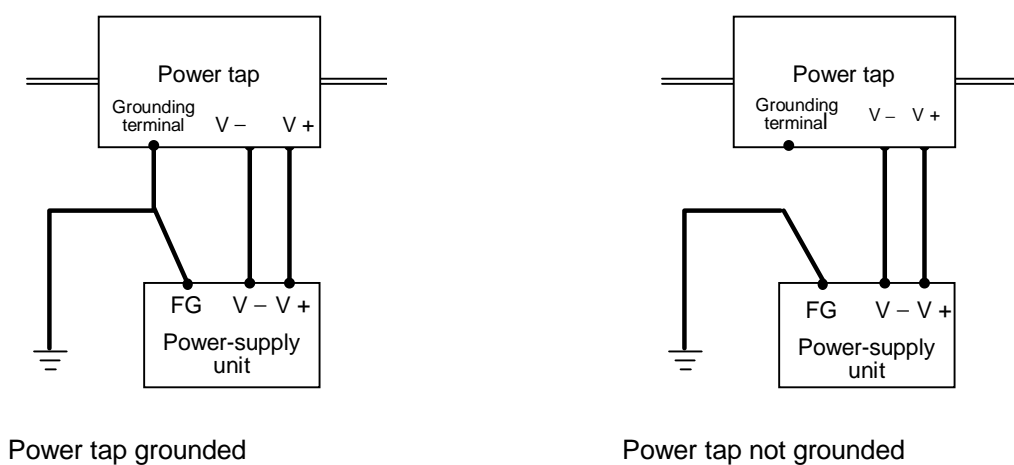 Power tap
Grounding
terminal
V – V +
FG V – V +
Power-supply
unit
Power tap grounded
Power tap
Grounding
terminal
V – V +
FG V – V +
Power-supply
unit
Power tap not grounded